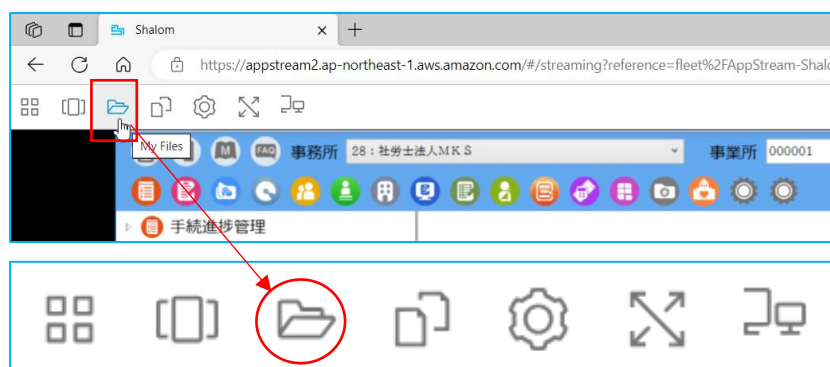 Shalom
https://appstream2.ap-northeast-1.aws.amazon.com/#/streaming?reference=fleet%2FAppStream-Shalo
My Files
M
FAQ
事務所
28:社労士法人MKS
事業所
000001
手続進捗管理